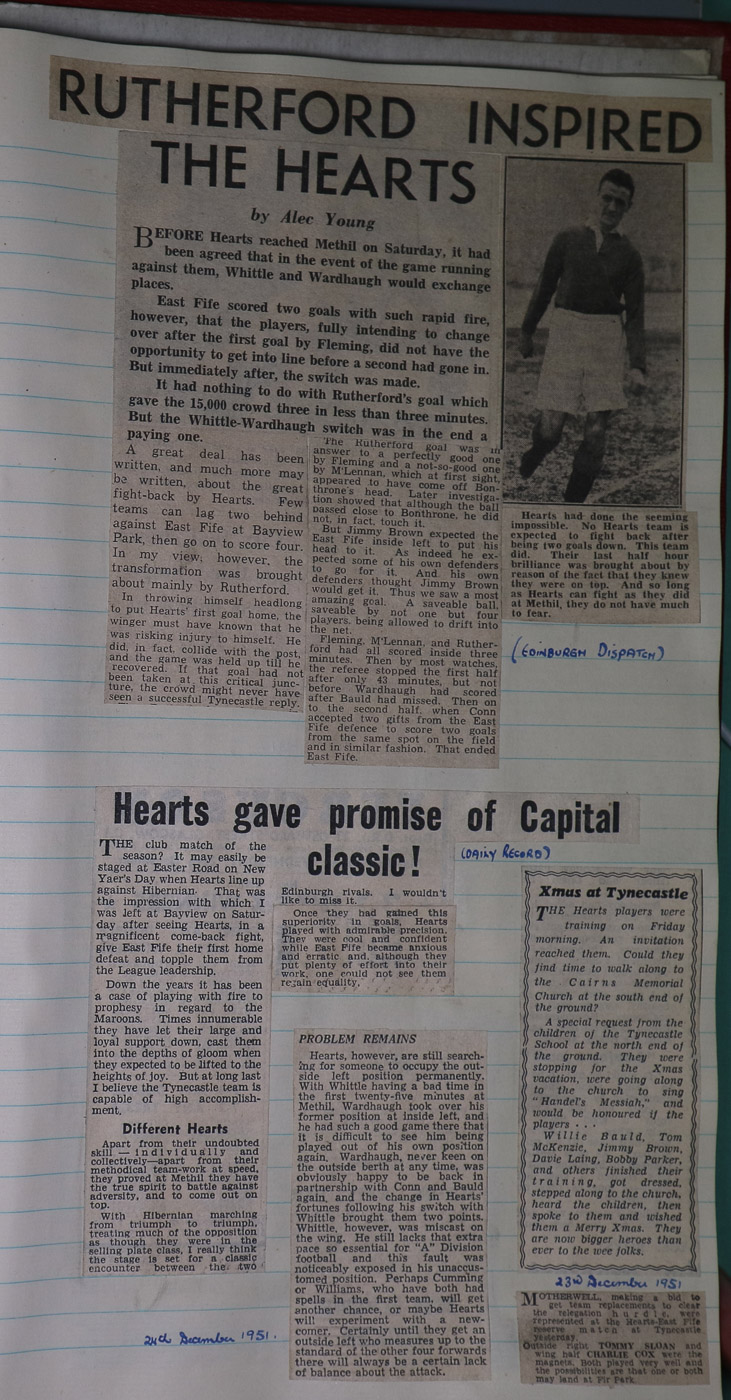 RUTHERFORD INSPIRED
THE HEARTS
by Alec Young
BEFORE Hearts reached Methil on Saturday, it had
been agreed that in the event of the game running
against them, Whittle and Wardhaugh would exchange
places.
East Fife scored two goals with such rapid fire,
however, that the players, fully intending to change
over after the first goal by Fleming, did not have the
opportunity to get into line before a second had gone in.
But immediately after, the switch was made.
It had nothing to do with Rutherford's goal which
gave the 15,000 crowd three in less than three minutes.
But the Whittle-Wardhaugh switch was in the end a
paying one.
A great deal has been
written, and much more may
be written, about the great
fight-back by Hearts. Few
teams can lag two behind
against East Fife at Bayview
Park, then go on to score four.
In my view, however, the
transformation was brought
about mainly by Rutherford.
In throwing himself headlong
to put Hearts' first goal home, the
winger must have known that he
was risking injury to himself. He
did, in fact, collide with the post,
and the game was held up till he
recovered. If that goal had not
been taken at this critical junc-
ture, the crowd might never have
seen a successful Tynecastle reply.
The Rutherford goal was in
answer to a perfectly good one
by Fleming and a not-so-good one
by M'Lennan, which at first sight,
appeared to have come off Bon-
throne's head. Later investiga-
tion showed that although the ball
passed close to Bonthrone, he did
not, in fact, touch it.
But Jimmy Brown expected the
East Fife inside left to put his
head to it. As indeed he ex-
pected some of his own defenders
to go for it. And his own
defenders thought Jimmy Brown
would get it. Thus we saw a most
amazing goal. A saveable ball,
saveable by not one but four
players, being allowed to drift into
the net.
Fleming, M'Lennan, and Ruther-
ford had all scored inside three
minutes. Then by most watches,
the referee stopped the first half
after only 43 minutes, but not
before Wardhaugh had scored
after Bauld had missed. Then on
to the second half, when Conn
accepted two gifts from the East
Fife defence to score two goals
from the same spot on the field
and in similar fashion. That ended
East Fife.
Hearts had done the seeming
impossible. No Hearts team is
expected to fight back after
being two goals down. This team
did. Their last half hour
brilliance was brought about by
reason of the fact that they knew
they were on top. And so long
as Hearts can fight as they did
at Methil, they do not have much
to fear.
(EDINBURGH DISPATCH)
Hearts gave promise of Capital
classic!
(DAILY RECORD)
THE club match of the
season? It may easily be
staged at Easter Road on New
Yaer's Day when Hearts line up
against Hibernian. That was
the impression with which I
was left at Bayview on Satur-
day after seeing Hearts, in a
magnificent come-back fight,
give East Fife their first home
defeat and topple them from
the League leadership.
Down the years it has been
a case of playing with fire to
prophesy in regard to the
Maroons. Times innumerable
they have let their large and
loyal support down, cast them
into the depths of gloom when
they expected to be lifted to the
heights of joy. But at long last
I believe the Tynecastle team is
capable of high accomplish-
ment.
Different Hearts
Apart from their undoubted
skill — individually and
collectively—apart from their
methodical team-work at speed,
they proved at Methil they have
the true spirit to battle against
adversity, and to come out on
top.
With Hibernian marching
from triumph to triumph,
treating much of the opposition
as though they were in the
selling plate class, I really think
the stage is set for a classic
encounter between the two
Edinburgh rivals. I wouldn't
like to miss it.
Once they had gained this
superiority in goals, Hearts
played with admirable precision.
They were cool and confident
while East Fife became anxious
and erratic and, although they
put plenty of effort into their
work, one could not see them
regain equality.
PROBLEM REMAINS
Hearts, however, are still search-
ing for someone to occupy the out-
side left position permanently.
With Whittle having a bad time in
the first twenty-five minutes at
Methil, Wardhaugh took over his
former position at inside left, and
he had such a good game there that
it is difficult to see him being
played out of his own position
again. Wardhaugh, never keen on
the outside berth at any time, was
obviously happy to be back in
partnership with Conn and Bauld
again, and the change in Hearts'
fortunes following his switch with
Whittle brought them two points.
Whittle, however, was miscast on
the wing. He still lacks that extra
pace so essential for "A" Division
football and this fault was
noticeably exposed in his unaccus-
tomed position. Perhaps Cumming
or Williams, who have both had
spells in the first team, will get
another chance, or maybe Hearts
will experiment with a new-
comer. Certainly until they get an
outside left who measures up to the
standard of the other four forwards
there will always be a certain lack
of balance about the attack.
24th December 1951.
Xmas at Tynecastle
THE Hearts players were
training on Friday
morning. An invitation
reached them. Could they
find time to walk along to
the Cairns Memorial
Church at the south end of
the ground?
A special request from the
children of the Tynecastle
School at the north end of
the ground. They were
stopping for the Xmas
vacation, were going along
to the church to sing
"Handel's Messiah," and
would be honoured if the
players . . .
Willie Bauld, Tom
McKenzie, Jimmy Brown,
Davie Laing, Bobby Parker,
and others finished their
training, got dressed,
stepped along to the church,
heard the children, then
spoke to them and wished
them a Merry Xmas. They
are now bigger heroes than
ever to the wee folks.
23rd December 1951
MOTHERWELL, making a bid to
get team replacements to clear
the relegation hurdle, were
represented at the Hearts-East Fife
reserve match at Tynecastle
yesterday.
Outside right TOMMY SLOAN and
wing half CHARLIE COX were the
magnets. Both played very well and
the possibilities are that one or both
may land at Fir Park.